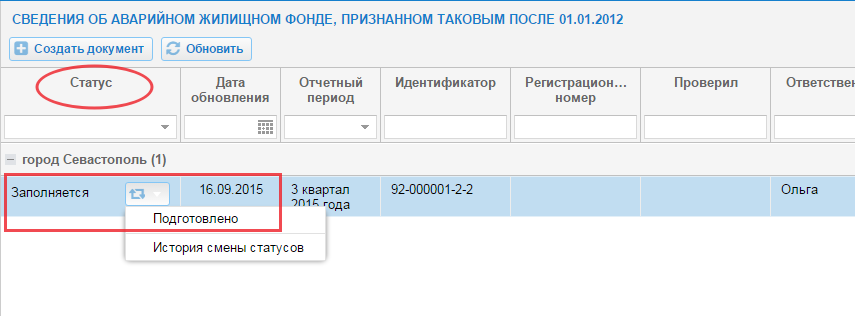 СВЕДЕНИЯ ОБ АВАРИЙНОМ ЖИЛИЩНОМ ФОНДЕ, ПРИЗНАННОМ ТАКОВЫМ ПОСЛЕ 01.01.2012
Создать документ Обновить
Статус Дата обновления Отчетный период Идентификатор Регистрацион... номер Проверил Ответствен
город Севастополь (1)
Заполняется 16.09.2015 3 квартал 2015 года 92-000001-2-2 Ольга
Подготовлено
История смены статусов